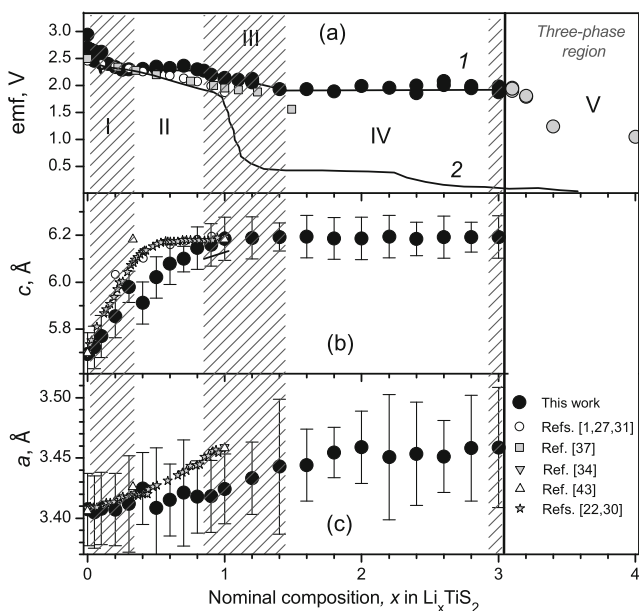 3.0
2.5
2.0
1.5
1.0
0.5
emf, V
(a)
III
1
Three-phase
region
I
II
IV
V
2
6.2
6.0
5.8
5.6
c, Å
(b)
3.50
3.45
3.40
a, Å
(c)
This work
Refs. [1,27,31]
Ref. [37]
Ref. [34]
Ref. [43]
Refs. [22,30]
0 1 2 3 4
Nominal composition, x in LiₓTiS₂